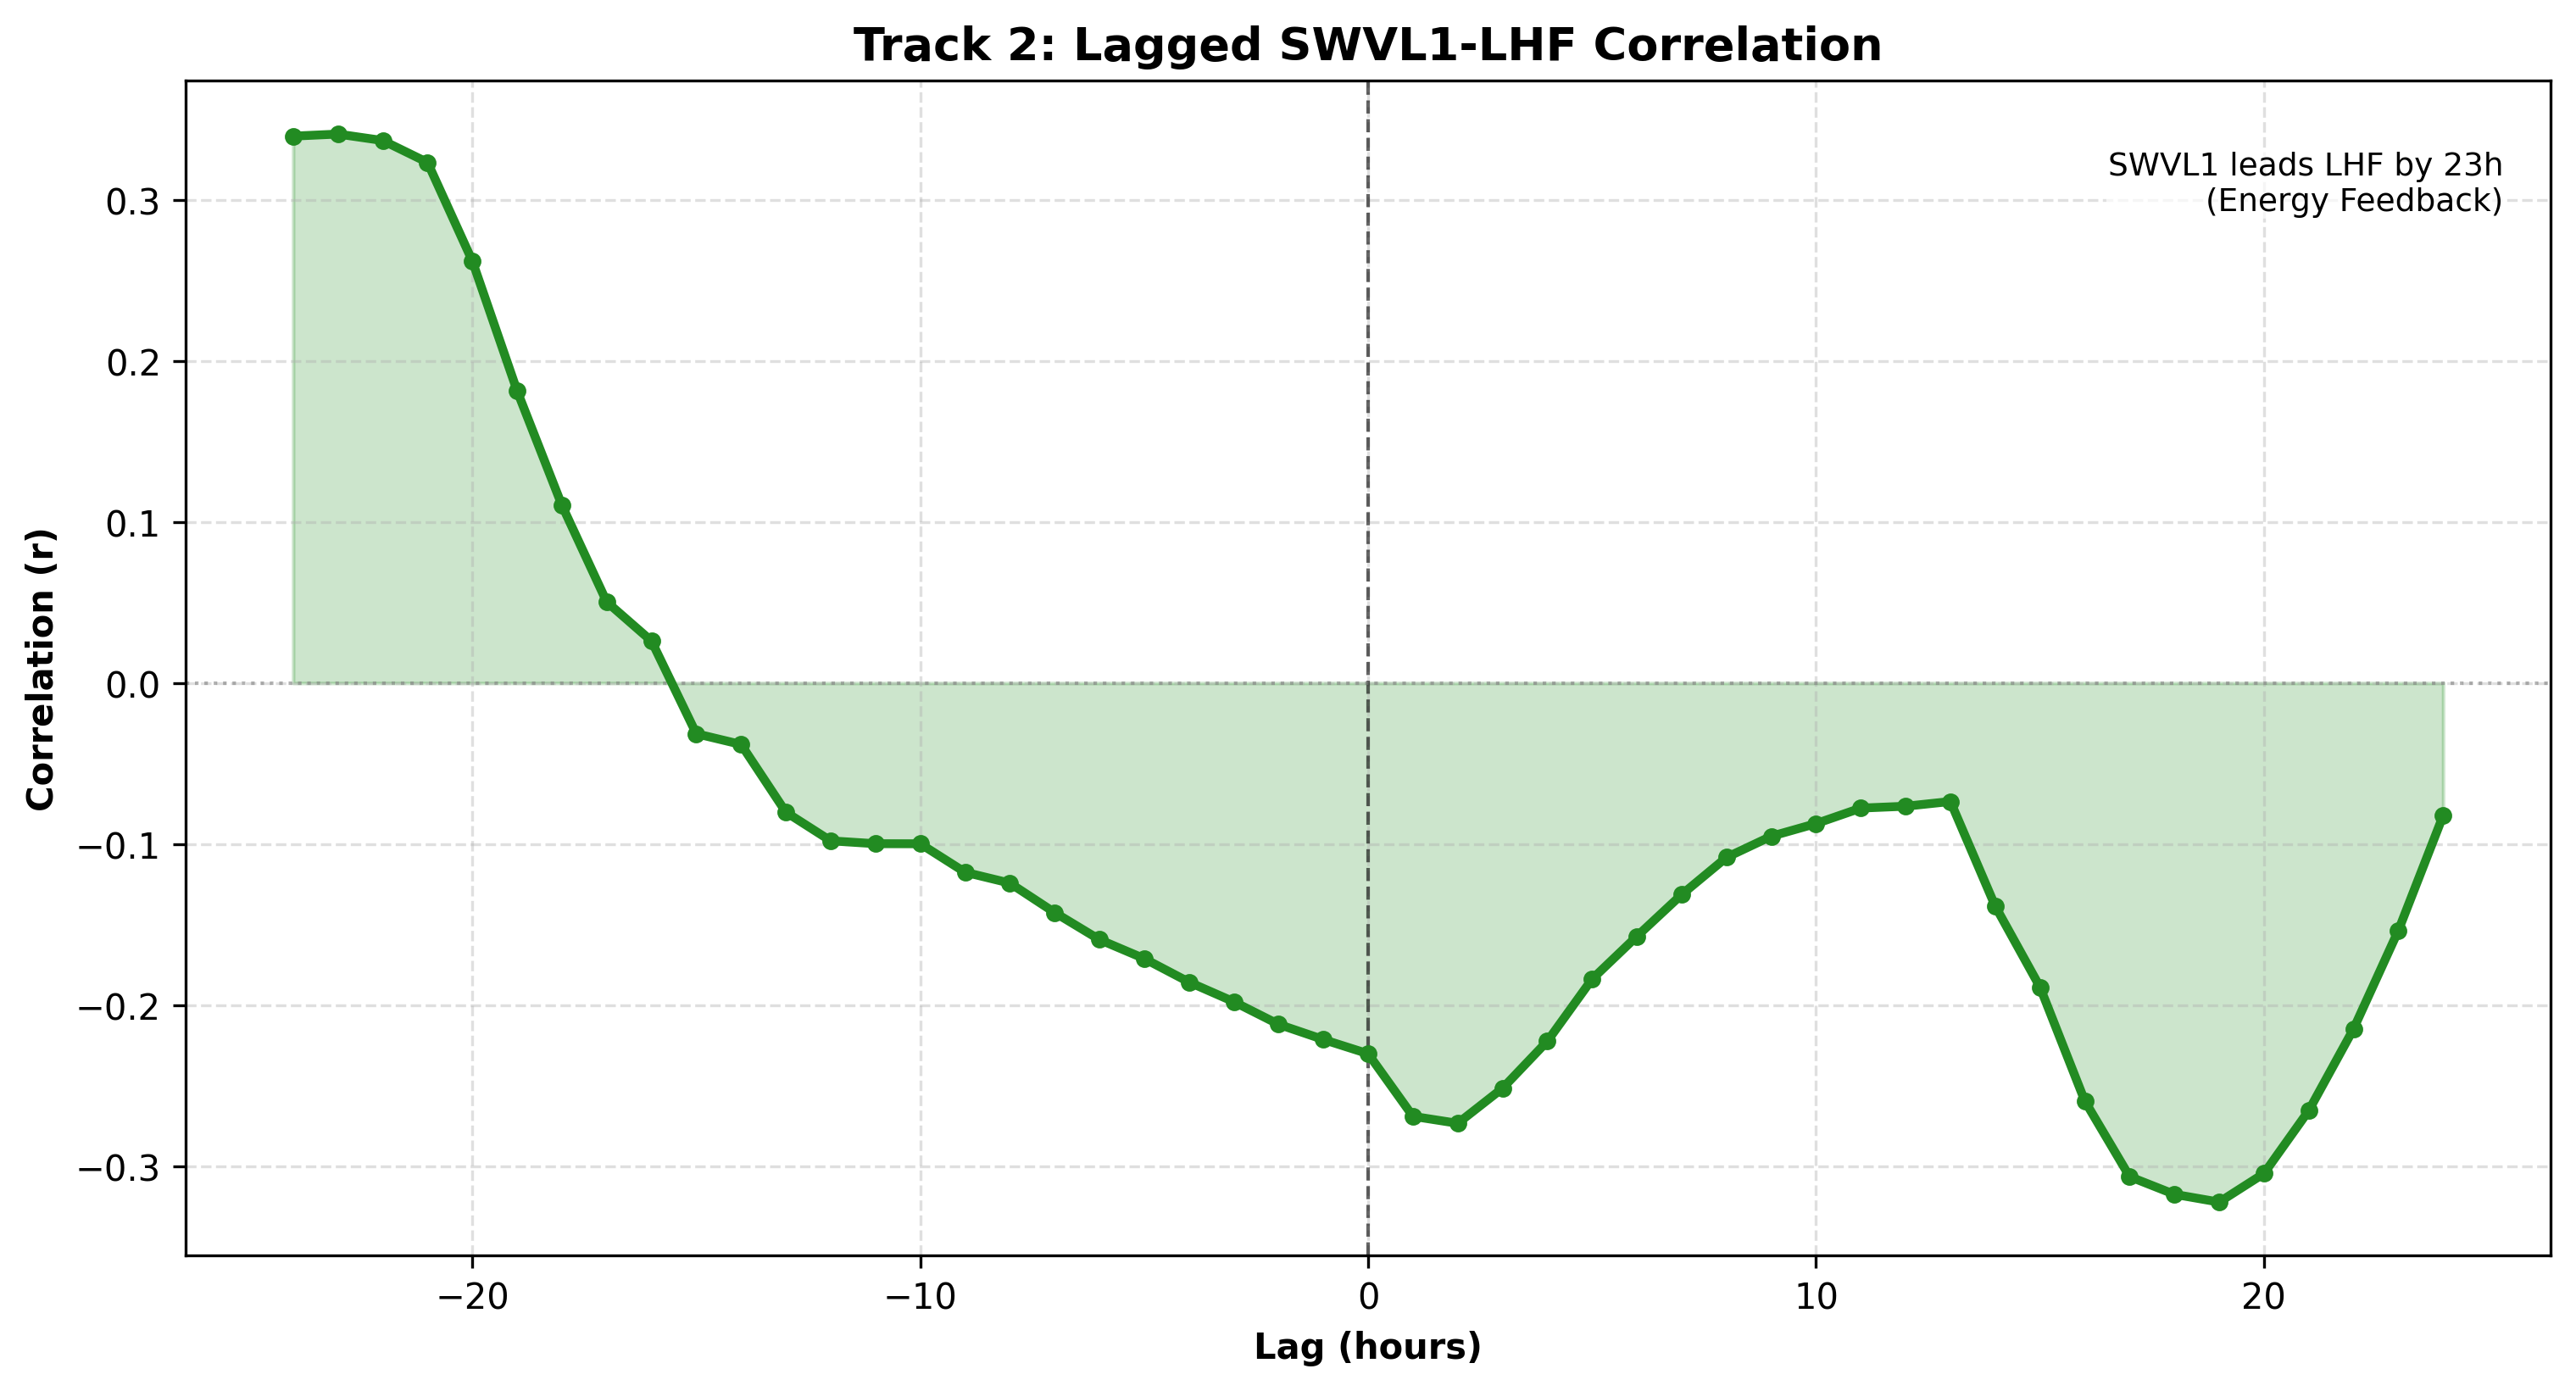 Track 2: Lagged SWVL1-LHF Correlation
SWVL1 leads LHF by 23h
(Energy Feedback)
Correlation (r)
0.3
0.2
0.1
0.0
−0.1
−0.2
−0.3
−20
−10
0
10
20
Lag (hours)